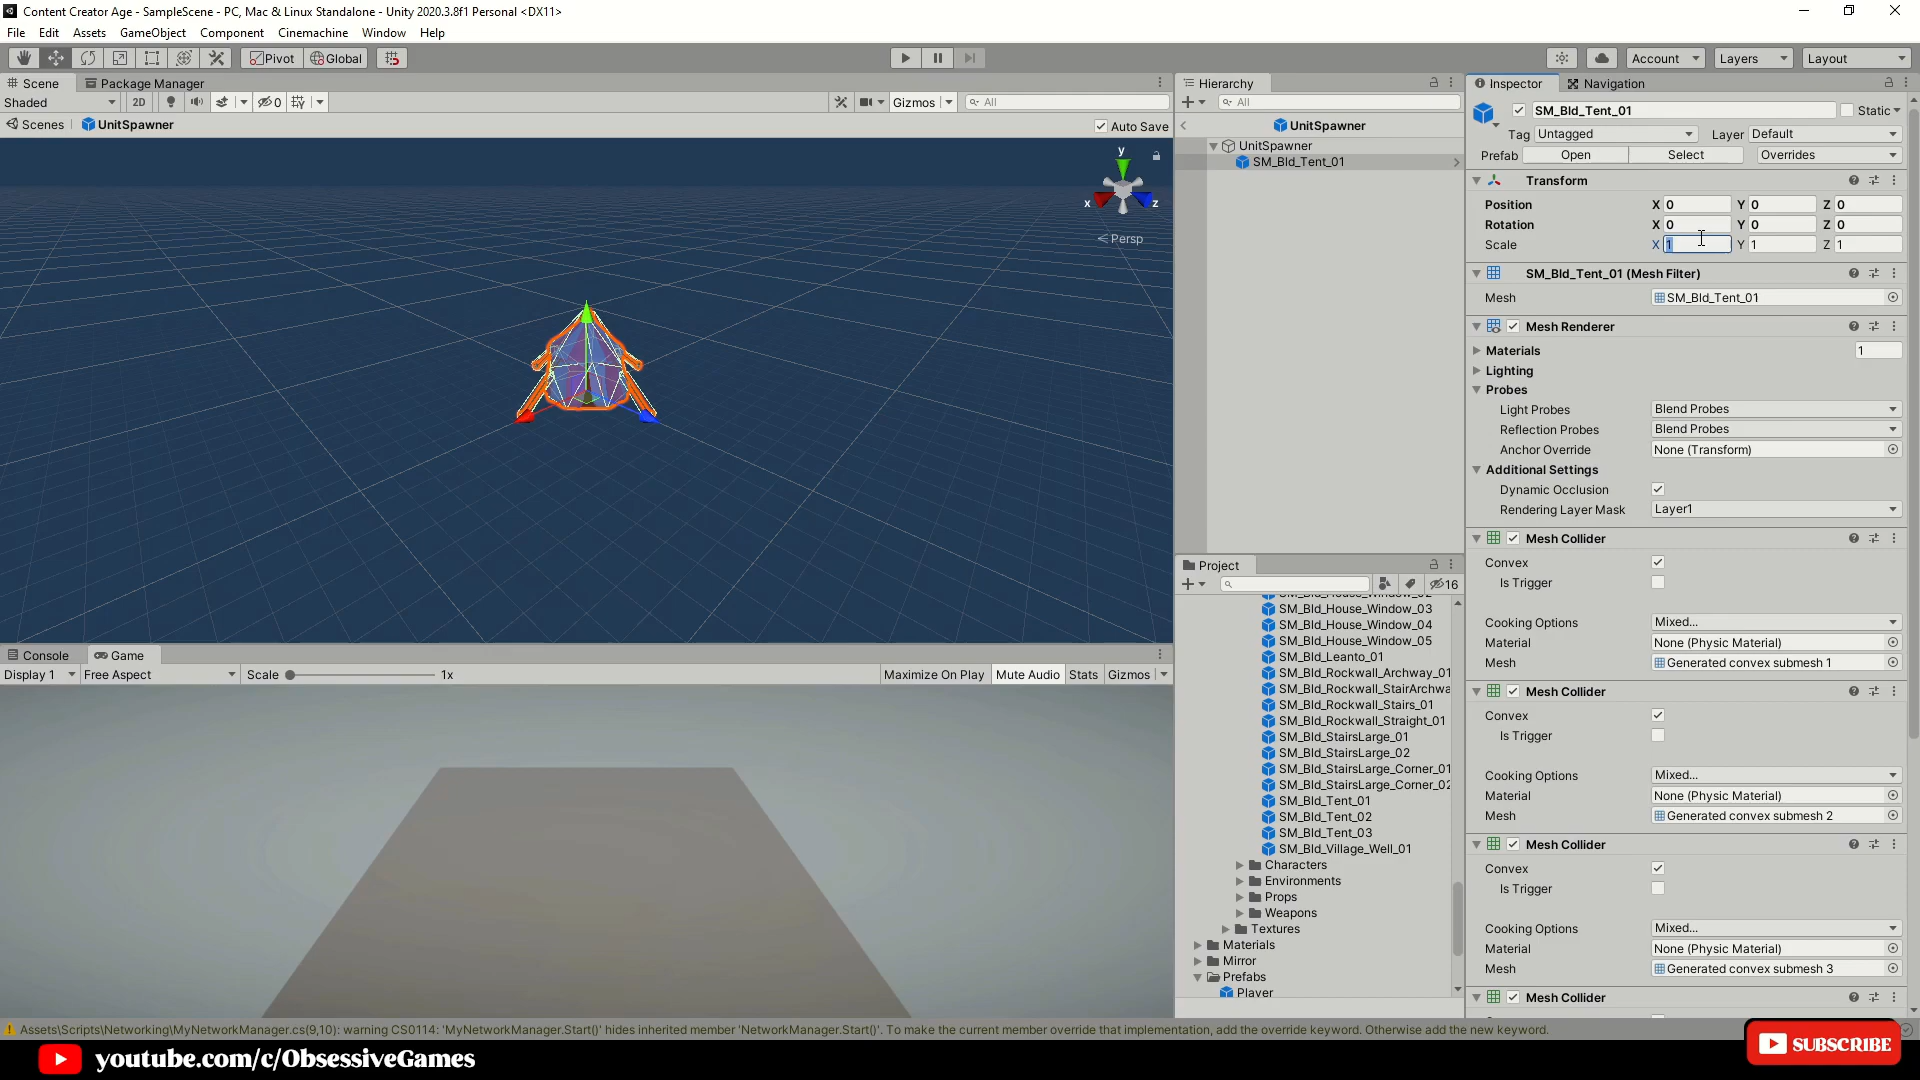 Content Creator Age - SampleScene - PC, Mac & Linux Standalone - Unity 2020.3.8f1 Personal <DX11>
File Edit Assets GameObject Component Cinemachine Window Help
Pivot Global Account Layers Layout
Scene Package Manager
Shaded 2D 0 Gizmos All
Scenes UnitSpawner Auto Save
y
x z
Persp
Hierarchy
All
UnitSpawner
UnitSpawner
SM_Bld_Tent_01
Project
16
SM_Bld_House_Window_02
SM_Bld_House_Window_03
SM_Bld_House_Window_04
SM_Bld_House_Window_05
SM_Bld_Leanto_01
SM_Bld_Rockwall_Archway_01
SM_Bld_Rockwall_StairArchwa
SM_Bld_Rockwall_Stairs_01
SM_Bld_Rockwall_Straight_01
SM_Bld_StairsLarge_01
SM_Bld_StairsLarge_02
SM_Bld_StairsLarge_Corner_01
SM_Bld_StairsLarge_Corner_02
SM_Bld_Tent_01
SM_Bld_Tent_02
SM_Bld_Tent_03
SM_Bld_Village_Well_01
Characters
Environments
Props
Weapons
Textures
Materials
Mirror
Prefabs
Player
Inspector Navigation
SM_Bld_Tent_01 Static
Tag Untagged Layer Default
Prefab Open Select Overrides
Transform
Position X 0 Y 0 Z 0
Rotation X 0 Y 0 Z 0
Scale X 1 Y 1 Z 1
SM_Bld_Tent_01 (Mesh Filter)
Mesh SM_Bld_Tent_01
Mesh Renderer
Materials 1
Lighting
Probes
Light Probes Blend Probes
Reflection Probes Blend Probes
Anchor Override None (Transform)
Additional Settings
Dynamic Occlusion
Rendering Layer Mask Layer1
Mesh Collider
Convex
Is Trigger
Cooking Options Mixed...
Material None (Physic Material)
Mesh Generated convex submesh 1
Mesh Collider
Convex
Is Trigger
Cooking Options Mixed...
Material None (Physic Material)
Mesh Generated convex submesh 2
Mesh Collider
Convex
Is Trigger
Cooking Options Mixed...
Material None (Physic Material)
Mesh Generated convex submesh 3
Mesh Collider
Console Game
Display 1 Free Aspect Scale 1x Maximize On Play Mute Audio Stats Gizmos
Assets\Scripts\Networking\MyNetworkManager.cs(9,10): warning CS0114: 'MyNetworkManager.Start()' hides inherited member 'NetworkManager.Start()'. To make the current member override that implementation, add the override keyword. Otherwise add the new keyword.
youtube.com/c/ObsessiveGames
SUBSCRIBE